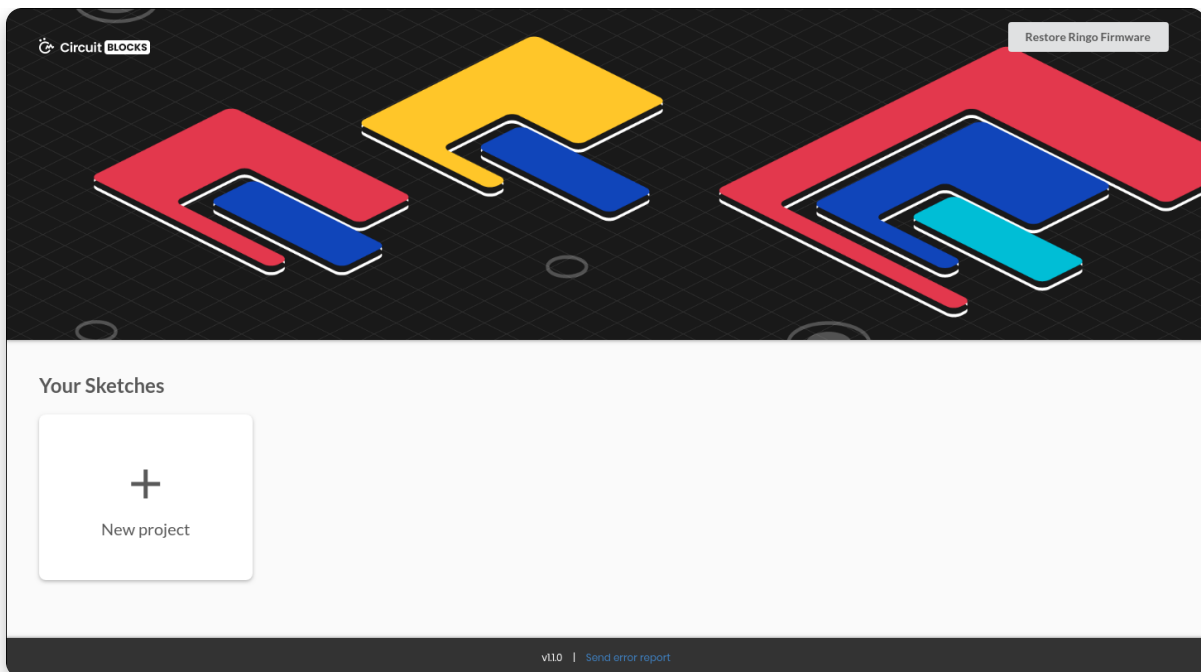 Circuit BLOCKS
Restore Ringo Firmware
Your Sketches
New project
v1.1.0 | Send error report